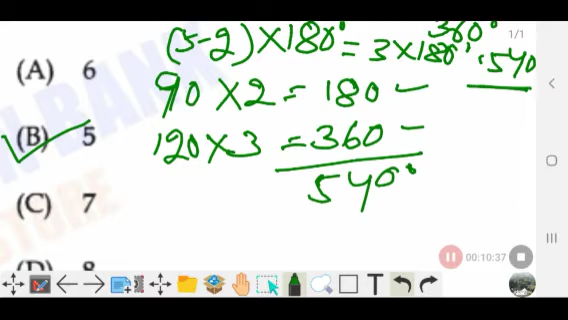 360°
(5-2)×180° = 3×180° 540
1/1
(A) 6
90 × 2 = 180
(B) 5
120×3 = 360
540°
(C) 7
(D) 8
00:10:37
T